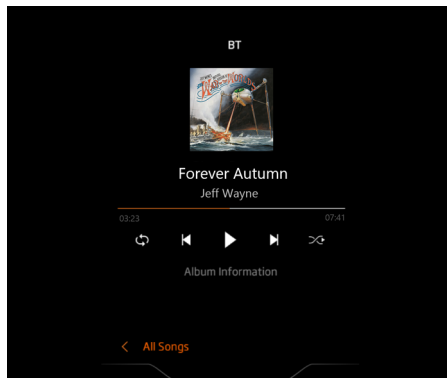 BT
Forever Autumn
Jeff Wayne
03:23 07:41
Album Information
All Songs